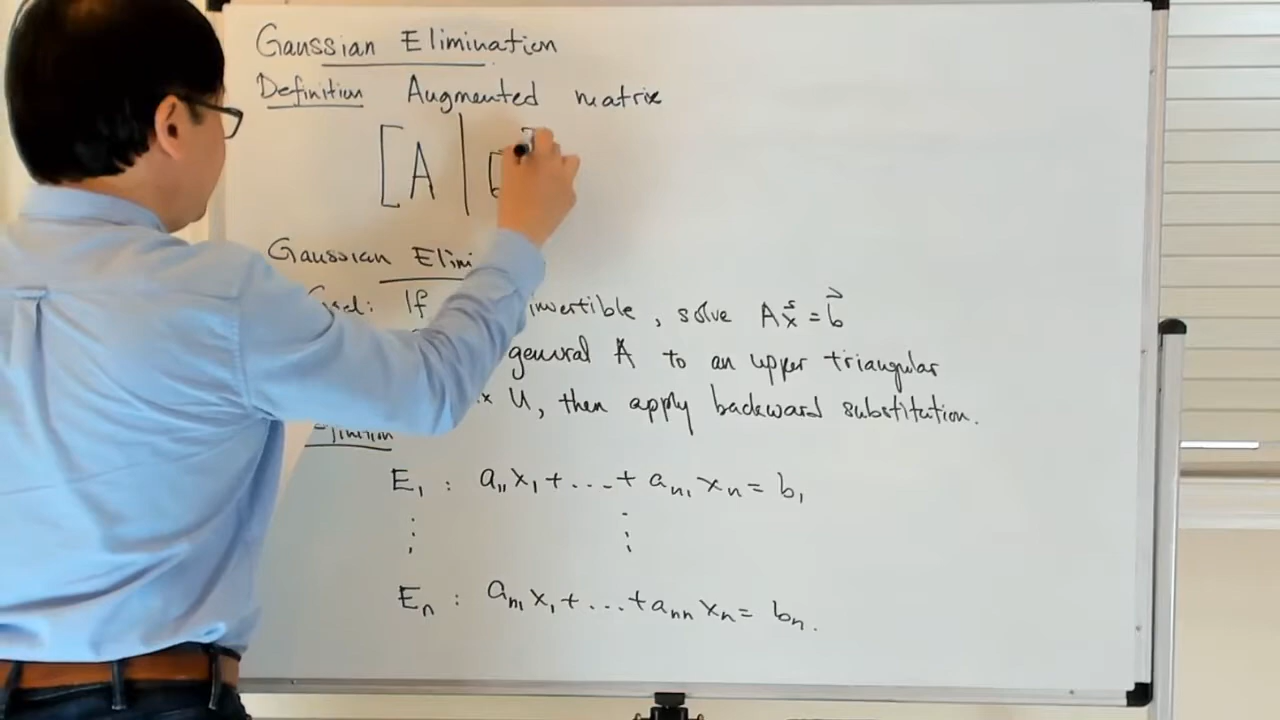 Gaussian Elimination
Definition Augmented matrix
[A |
Gaussian Elimi
Goal: If invertible, solve Ax⃗ = b⃗
general A to an upper triangular
U, then apply backward substitution.
E₁ : a₁₁x₁ + ... + aₙ₁xₙ = b₁
⋮ ⋮
Eₙ : aₙ₁x₁ + ... + aₙₙxₙ = bₙ.